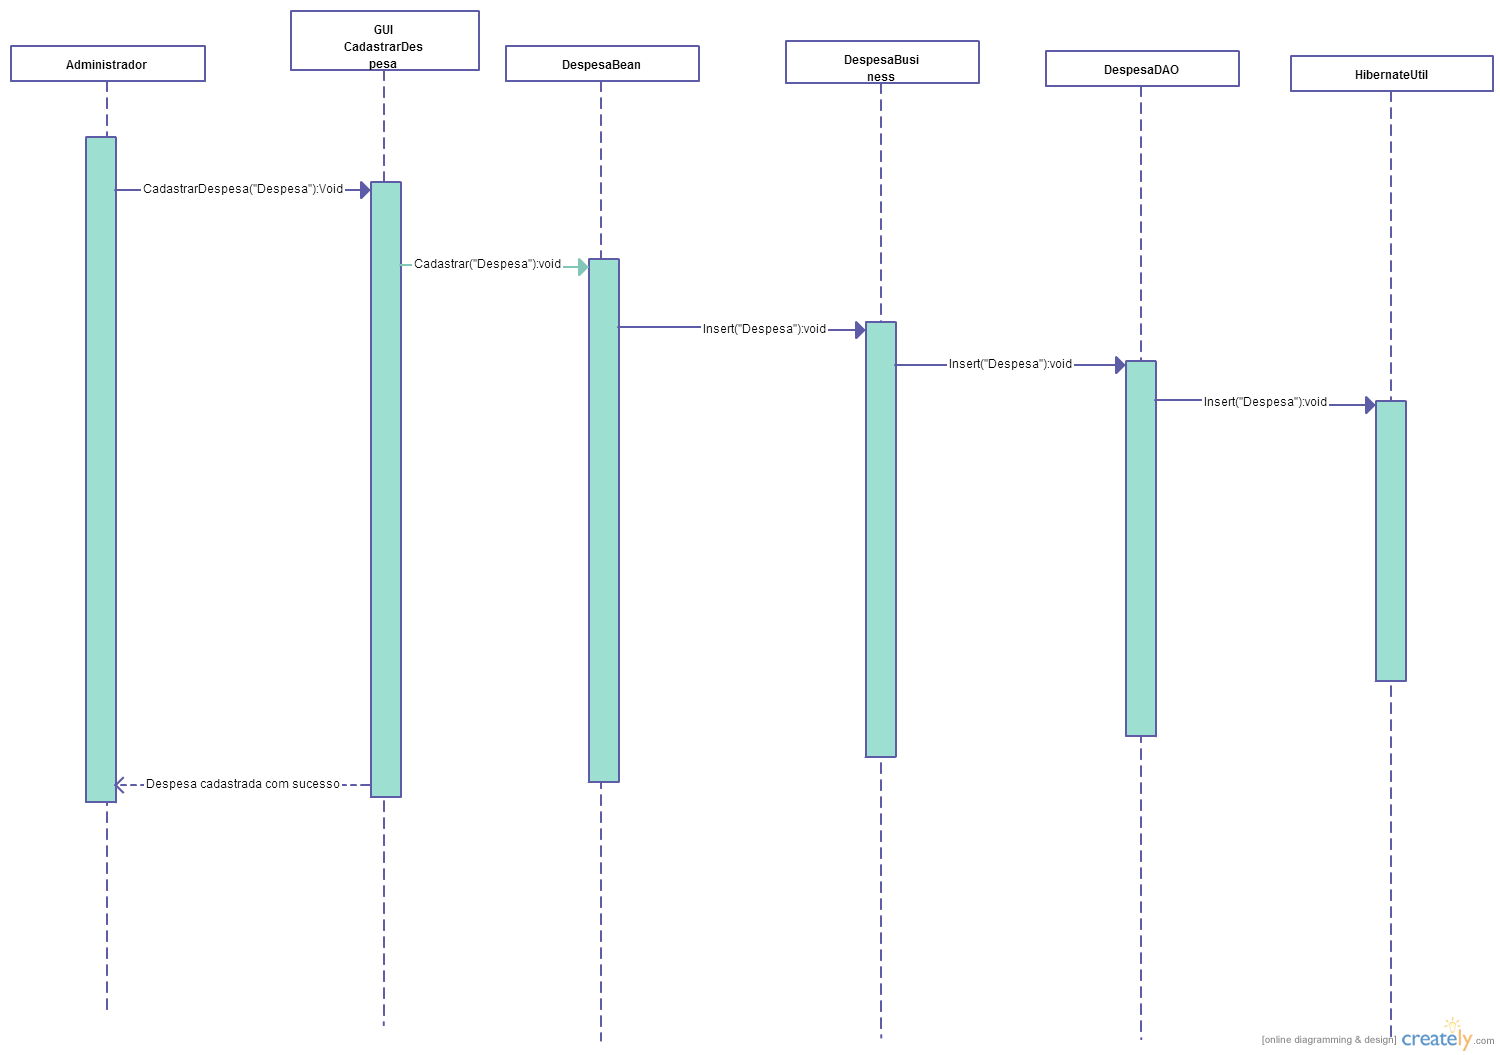 Administrador
GUI
CadastrarDes
pesa
DespesaBean
DespesaBusi
ness
DespesaDAO
HibernateUtil
CadastrarDespesa("Despesa"):Void
Cadastrar("Despesa"):void
Insert("Despesa"):void
Insert("Despesa"):void
Insert("Despesa"):void
Despesa cadastrada com sucesso
[online diagramming & design] creately.com